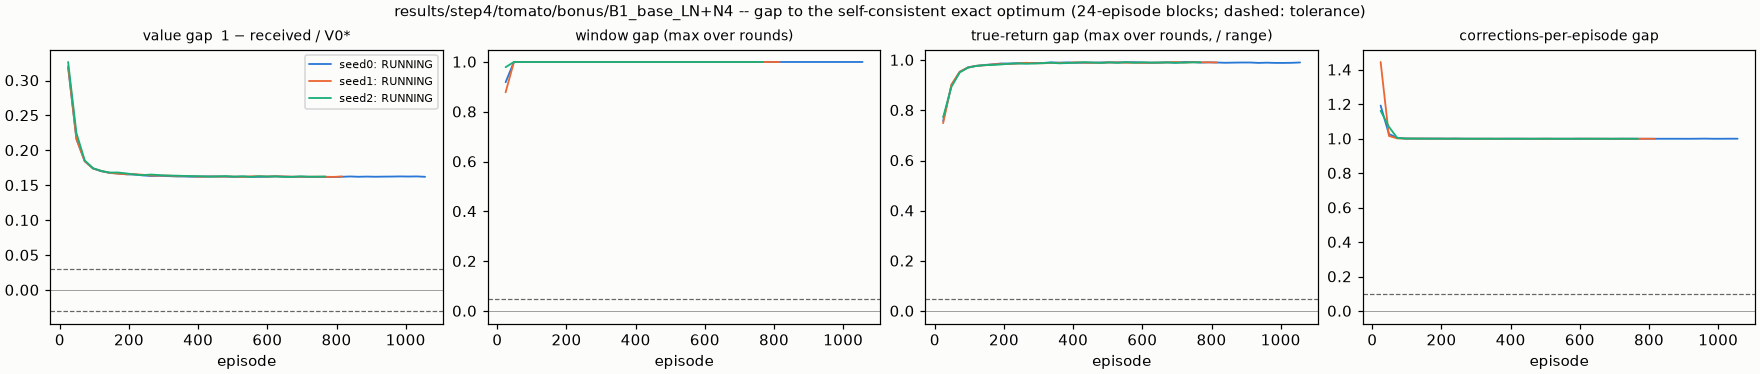 results/step4/tomato/bonus/B1_base_LN+N4 -- gap to the self-consistent exact optimum (24-episode blocks; dashed: tolerance)
value gap  1 − received / V0*
seed0: RUNNING
seed1: RUNNING
seed2: RUNNING
0.30
0.25
0.20
0.15
0.10
0.05
0.00
0 200 400 600 800 1000
episode
window gap (max over rounds)
1.0
0.8
0.6
0.4
0.2
0.0
0 200 400 600 800 1000
episode
true-return gap (max over rounds, / range)
1.0
0.8
0.6
0.4
0.2
0.0
0 200 400 600 800 1000
episode
corrections-per-episode gap
1.4
1.2
1.0
0.8
0.6
0.4
0.2
0.0
0 200 400 600 800 1000
episode